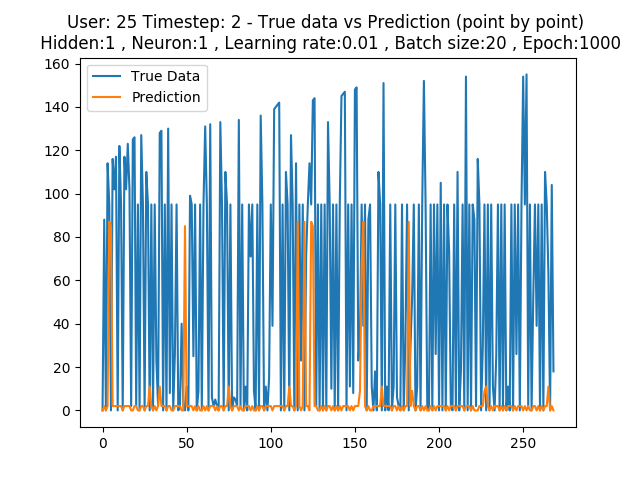 User: 25 Timestep: 2 - True data vs Prediction (point by point)
Hidden:1 , Neuron:1 , Learning rate:0.01 , Batch size:20 , Epoch:1000
True Data
Prediction
160
140
120
100
80
60
40
20
0
0 50 100 150 200 250